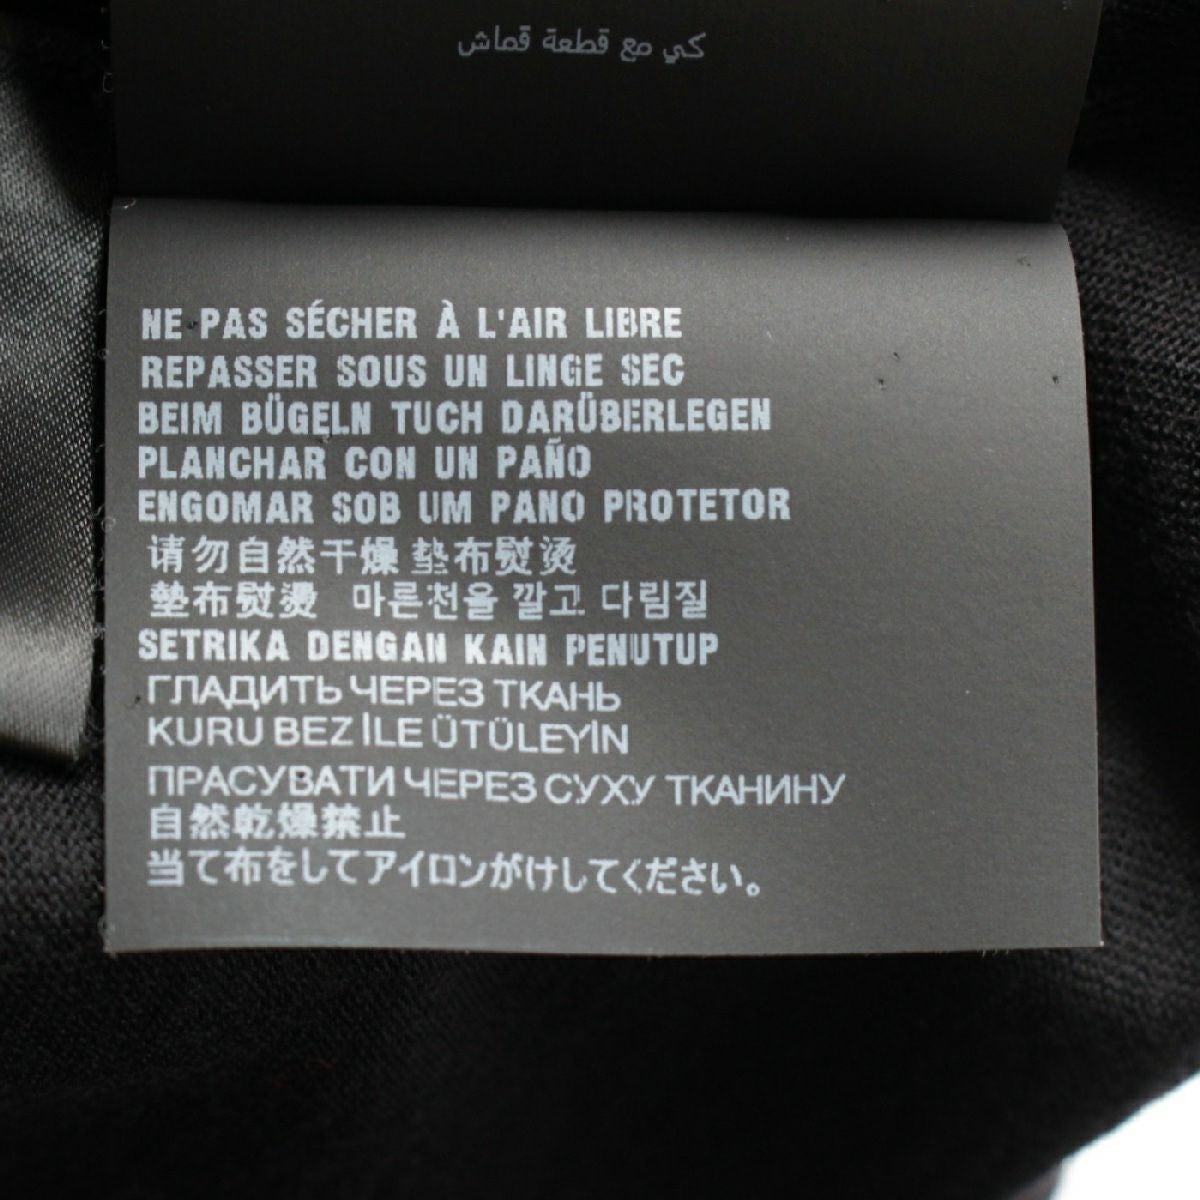 كي مع قطعة قماش
NE PAS SÉCHER À L'AIR LIBRE
REPASSER SOUS UN LINGE SEC
BEIM BÜGELN TUCH DARÜBERLEGEN
PLANCHAR CON UN PAÑO
ENGOMAR SOB UM PANO PROTETOR
请勿自然干燥 垫布熨烫
墊布熨燙 마른천을 깔고 다림질
SETRIKA DENGAN KAIN PENUTUP
ГЛАДИТЬ ЧЕРЕЗ ТКАНЬ
KURU BEZ İLE ÜTÜLEYİN
ПРАСУВАТИ ЧЕРЕЗ СУХУ ТКАНИНУ
自然乾燥禁止
当て布をしてアイロンがけしてください。